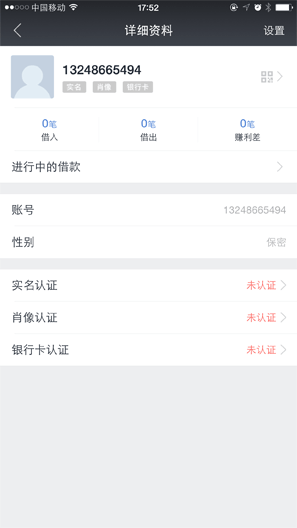 中国移动 17:52
详细资料 设置
13248665494
实名 肖像 银行卡
0笔 0笔 0笔
借入 借出 赚利差
进行中的借款
账号 13248665494
性别 保密
实名认证 未认证
肖像认证 未认证
银行卡认证 未认证